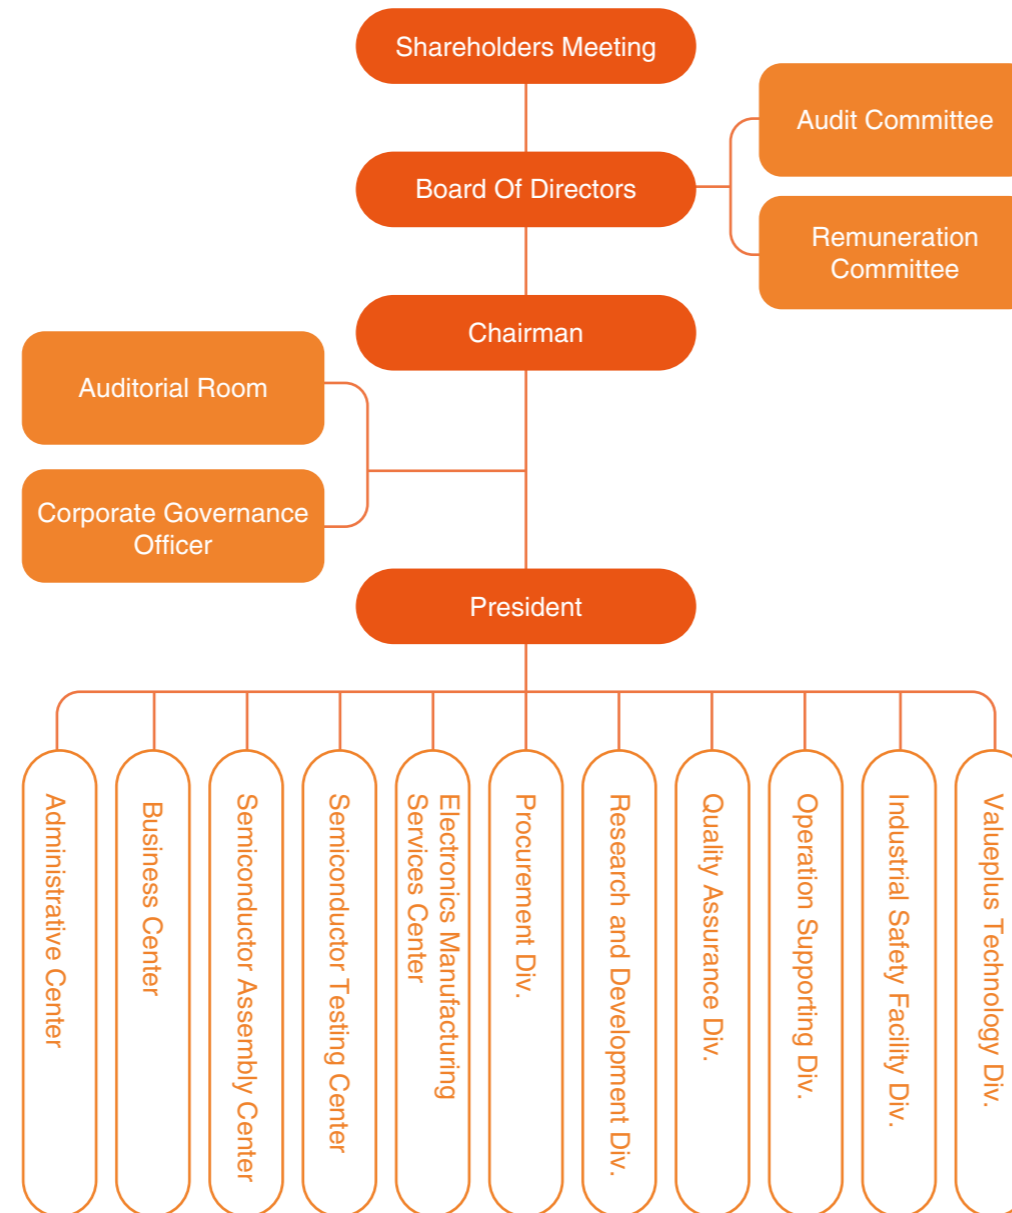 Shareholders Meeting
Audit Committee
Board Of Directors
Remuneration
Committee
Chairman
Auditorial Room
Corporate Governance
Officer
President
Administrative Center
Business Center
Semiconductor Assembly Center
Semiconductor Testing Center
Electronics Manufacturing
Services Center
Procurement Div.
Research and Development Div.
Quality Assurance Div.
Operation Supporting Div.
Industrial Safety Facility Div.
Valueplus Technology Div.